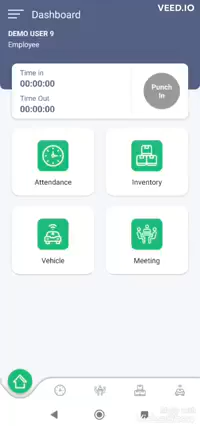 Dashboard
VEED.IO
DEMO USER 9
Employee
Time in
00:00:00
Time Out
00:00:00
Punch
In
Attendance
Inventory
Vehicle
Meeting